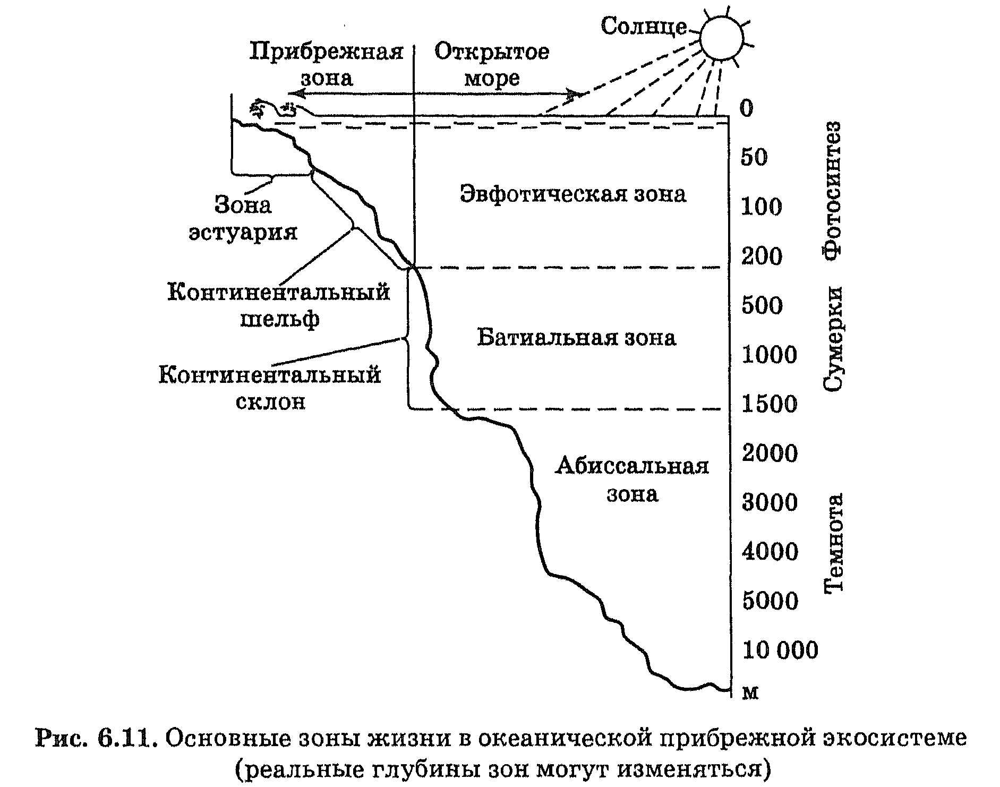 Солнце
Прибрежная
зона
Открытое
море
0
50
100
200
500
1000
1500
2000
3000
4000
5000
10 000
м
Фотосинтез
Сумерки
Темнота
Эвфотическая зона
Зона
эстуария
Континентальный
шельф
Батиальная зона
Континентальный
склон
Абиссальная
зона
Рис. 6.11. Основные зоны жизни в океанической прибрежной экосистеме
(реальные глубины зон могут изменяться)